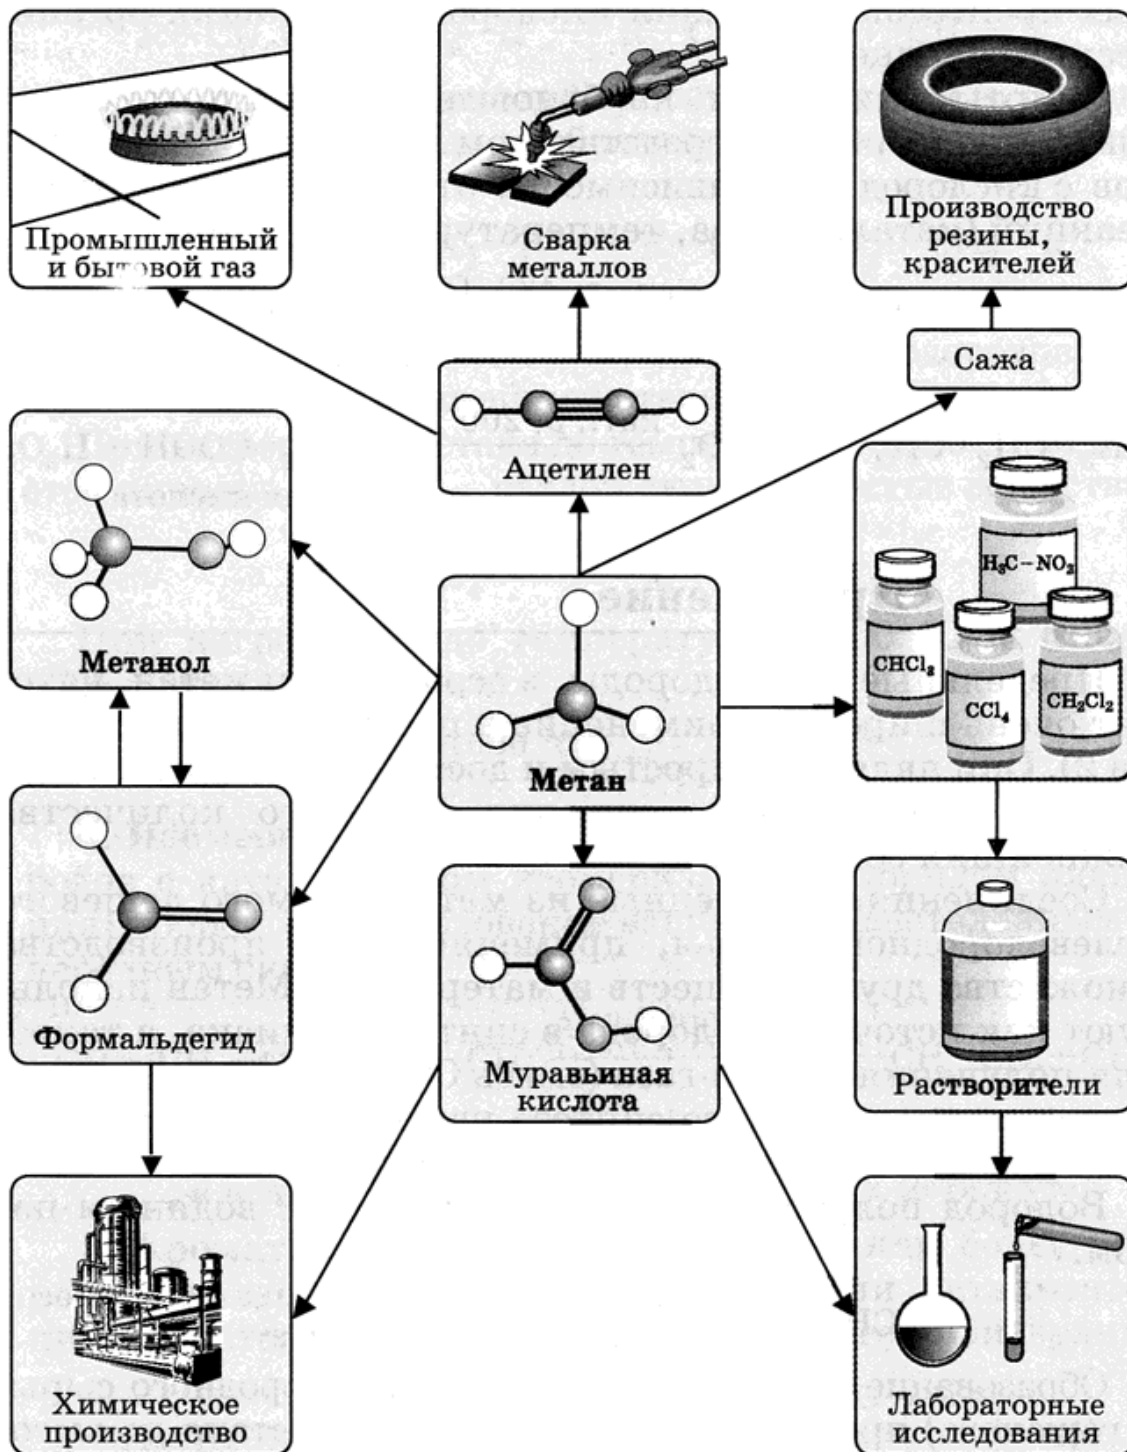 Промышленный
и бытовой газ
Сварка
металлов
Производство
резины,
красителей
Сажа
Ацетилен
Метанол
Метан
H₃C–NO₂
CHCl₂
CCl₄
CH₂Cl₂
Формальдегид
Муравьиная
кислота
Растворители
Химическое
производство
Лабораторные
исследования